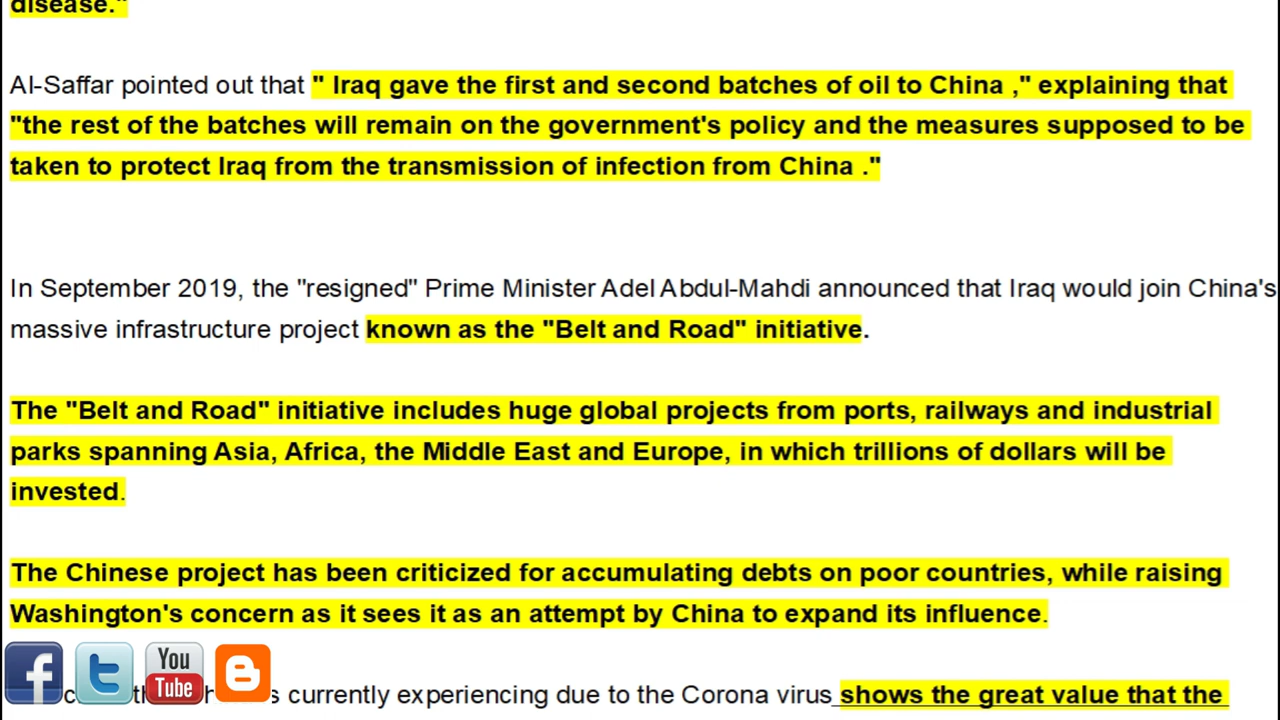 disease."
Al-Saffar pointed out that " Iraq gave the first and second batches of oil to China ," explaining that
"the rest of the batches will remain on the government's policy and the measures supposed to be
taken to protect Iraq from the transmission of infection from China ."
In September 2019, the "resigned" Prime Minister Adel Abdul-Mahdi announced that Iraq would join China's
massive infrastructure project known as the "Belt and Road" initiative.
The "Belt and Road" initiative includes huge global projects from ports, railways and industrial
parks spanning Asia, Africa, the Middle East and Europe, in which trillions of dollars will be
invested.
The Chinese project has been criticized for accumulating debts on poor countries, while raising
Washington's concern as it sees it as an attempt by China to expand its influence.
You
Tube
currently experiencing due to the Corona virus shows the great value that the